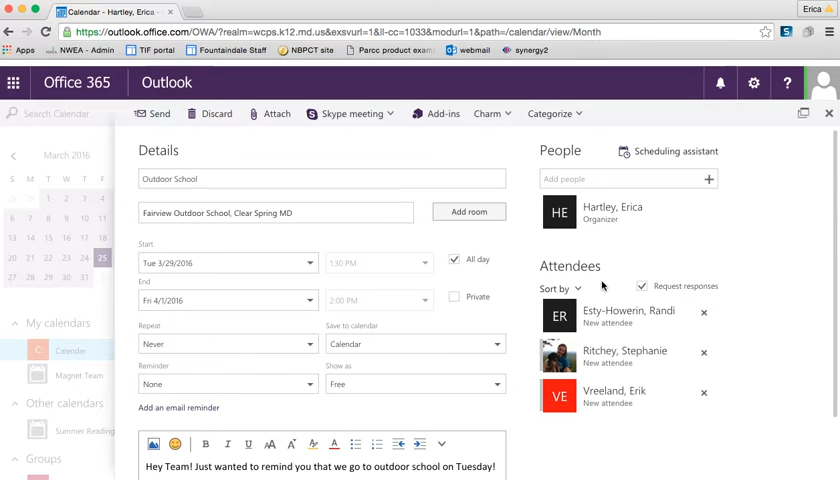 Calendar - Hartley, Erica - 
Erica
https://outlook.office.com/OWA/?realm=wcps.k12.md.us&exsvurl=1&ll-cc=1033&modurl=1&path=/calendar/view/Month
Apps NWEA - Admin TIF portal Fountaindale Staff NBPCT site Parcc product exam webmail synergy2
Office 365 Outlook ?
Search Calendar Send Discard Attach Skype meeting Add-ins Charm Categorize
March 2016
S M T W T F S
1 2 3 4 5
6 7 8 9 10 11 12
13 14 15 16 17 18 19
20 21 22 23 24 25
27 28 29 30 31
My calendars
C Calendar
Magnet Team
Other calendars
Summer Reading
Groups
Details
Outdoor School
Fairview Outdoor School, Clear Spring MD
Add room
Start
Tue 3/29/2016 1:30 PM All day
End
Fri 4/1/2016 2:00 PM Private
Repeat Save to calendar
Never Calendar
Reminder Show as
None Free
Add an email reminder
B I U AA A A
Hey Team! Just wanted to remind you that we go to outdoor school on Tuesday!
People Scheduling assistant
Add people
HE Hartley, Erica
Organizer
Attendees
Sort by Request responses
ER Esty-Howerin, Randi
New attendee
Ritchey, Stephanie
New attendee
VE Vreeland, Erik
New attendee